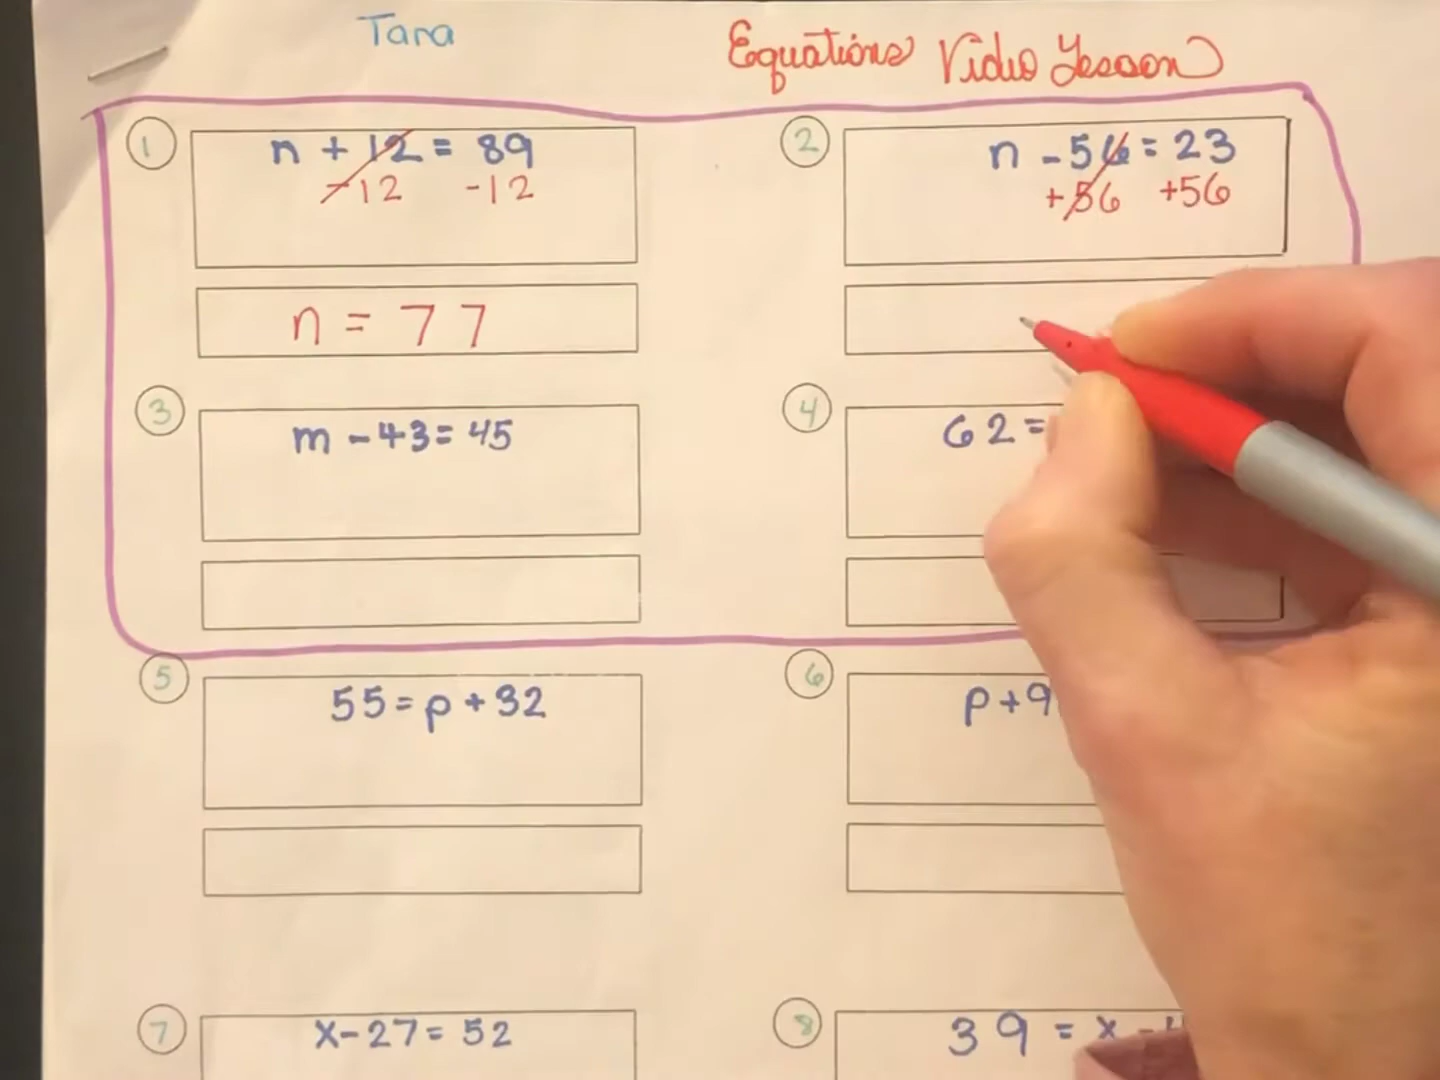 Tara
Equations Video Lesson
1
n + 12 = 89
-12 -12
n = 77
2
n - 56 = 23
+56 +56
3
m - 43 = 45
4
62 =
5
55 = p + 32
6
p + 9
7
x - 27 = 52
8
39 = x -